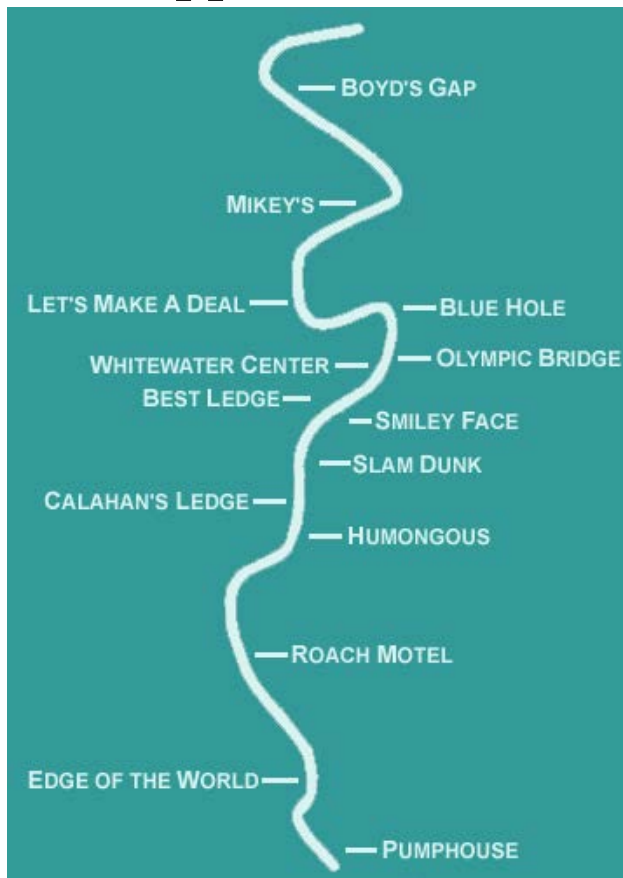 BOYD'S GAP
MIKEY'S
LET'S MAKE A DEAL
BLUE HOLE
OLYMPIC BRIDGE
WHITEWATER CENTER
BEST LEDGE
SMILEY FACE
SLAM DUNK
CALAHAN'S LEDGE
HUMONGOUS
ROACH MOTEL
EDGE OF THE WORLD
PUMPHOUSE